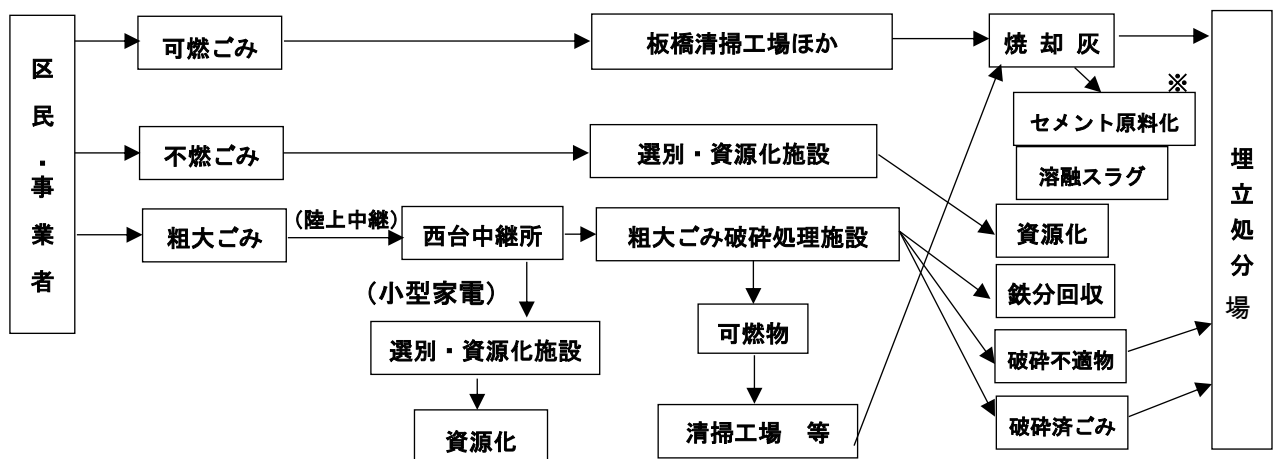 区民・事業者
可燃ごみ
板橋清掃工場ほか
焼 却 灰
※
セメント原料化
溶融スラグ
不燃ごみ
選別・資源化施設
資源化
粗大ごみ
（陸上中継）
西台中継所
粗大ごみ破砕処理施設
鉄分回収
（小型家電）
選別・資源化施設
資源化
可燃物
清掃工場　等
破砕不適物
破砕済ごみ
埋立処分場